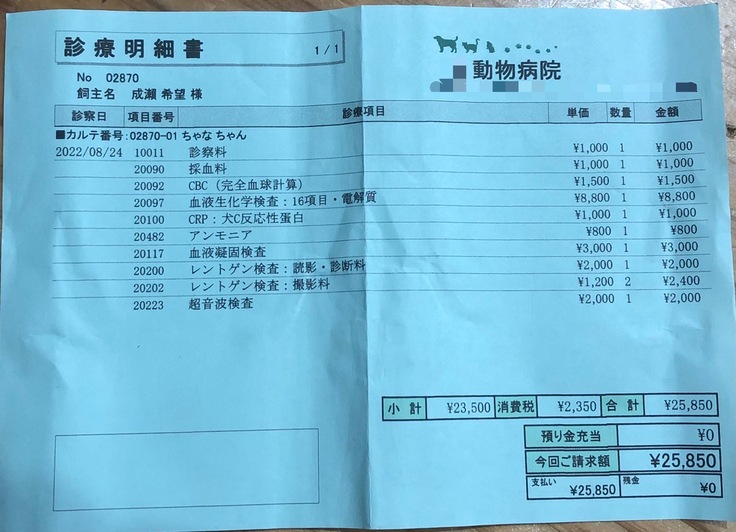 診療明細書 1/1
No 02870
飼主名 成瀬 希望 様
動物病院
診察日 項目番号 診療項目 単価 数量 金額
■カルテ番号:02870-01 ちゃな ちゃん
2022/08/24 10011 診察料 ¥1,000 1 ¥1,000
20090 採血料 ¥1,000 1 ¥1,000
20092 CBC(完全血球計算) ¥1,500 1 ¥1,500
20097 血液生化学検査:16項目・電解質 ¥8,800 1 ¥8,800
20100 CRP:犬C反応性蛋白 ¥1,000 1 ¥1,000
20482 アンモニア ¥800 1 ¥800
20117 血液凝固検査 ¥3,000 1 ¥3,000
20200 レントゲン検査:読影・診断料 ¥2,000 1 ¥2,000
20202 レントゲン検査:撮影料 ¥1,200 2 ¥2,400
20223 超音波検査 ¥2,000 1 ¥2,000
小計 ¥23,500 消費税 ¥2,350 合計 ¥25,850
預り金充当 ¥0
今回ご請求額 ¥25,850
支払い ¥25,850 残金 ¥0